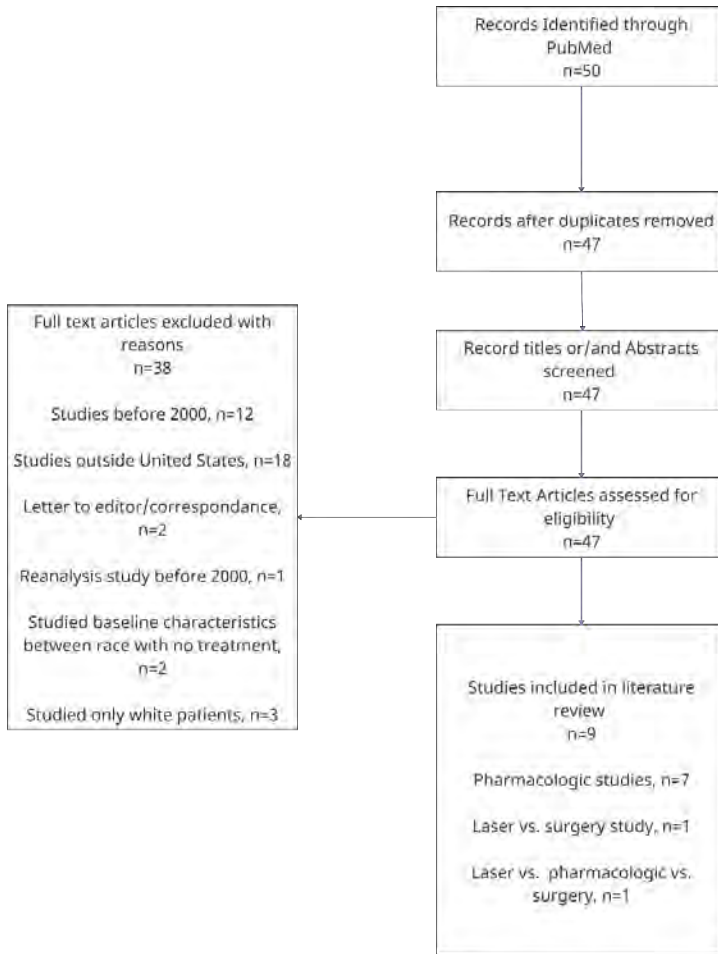 Records Identified through
PubMed
n=50
Records after duplicates removed
n=47
Record titles or/and Abstracts
screened
n=47
Full Text Articles assessed for
eligibility
n=47
Full text articles excluded with
reasons
n=38
Studies before 2000, n=12
Studies outside United States, n=18
Letter to editor/correspondance,
n=2
Reanalysis study before 2000, n=1
Studied baseline characteristics
between race with no treatment,
n=2
Studied only white patients, n=3
Studies included in literature
review
n=9
Pharmacologic studies, n=7
Laser vs. surgery study, n=1
Laser vs. pharmacologic vs.
surgery, n=1